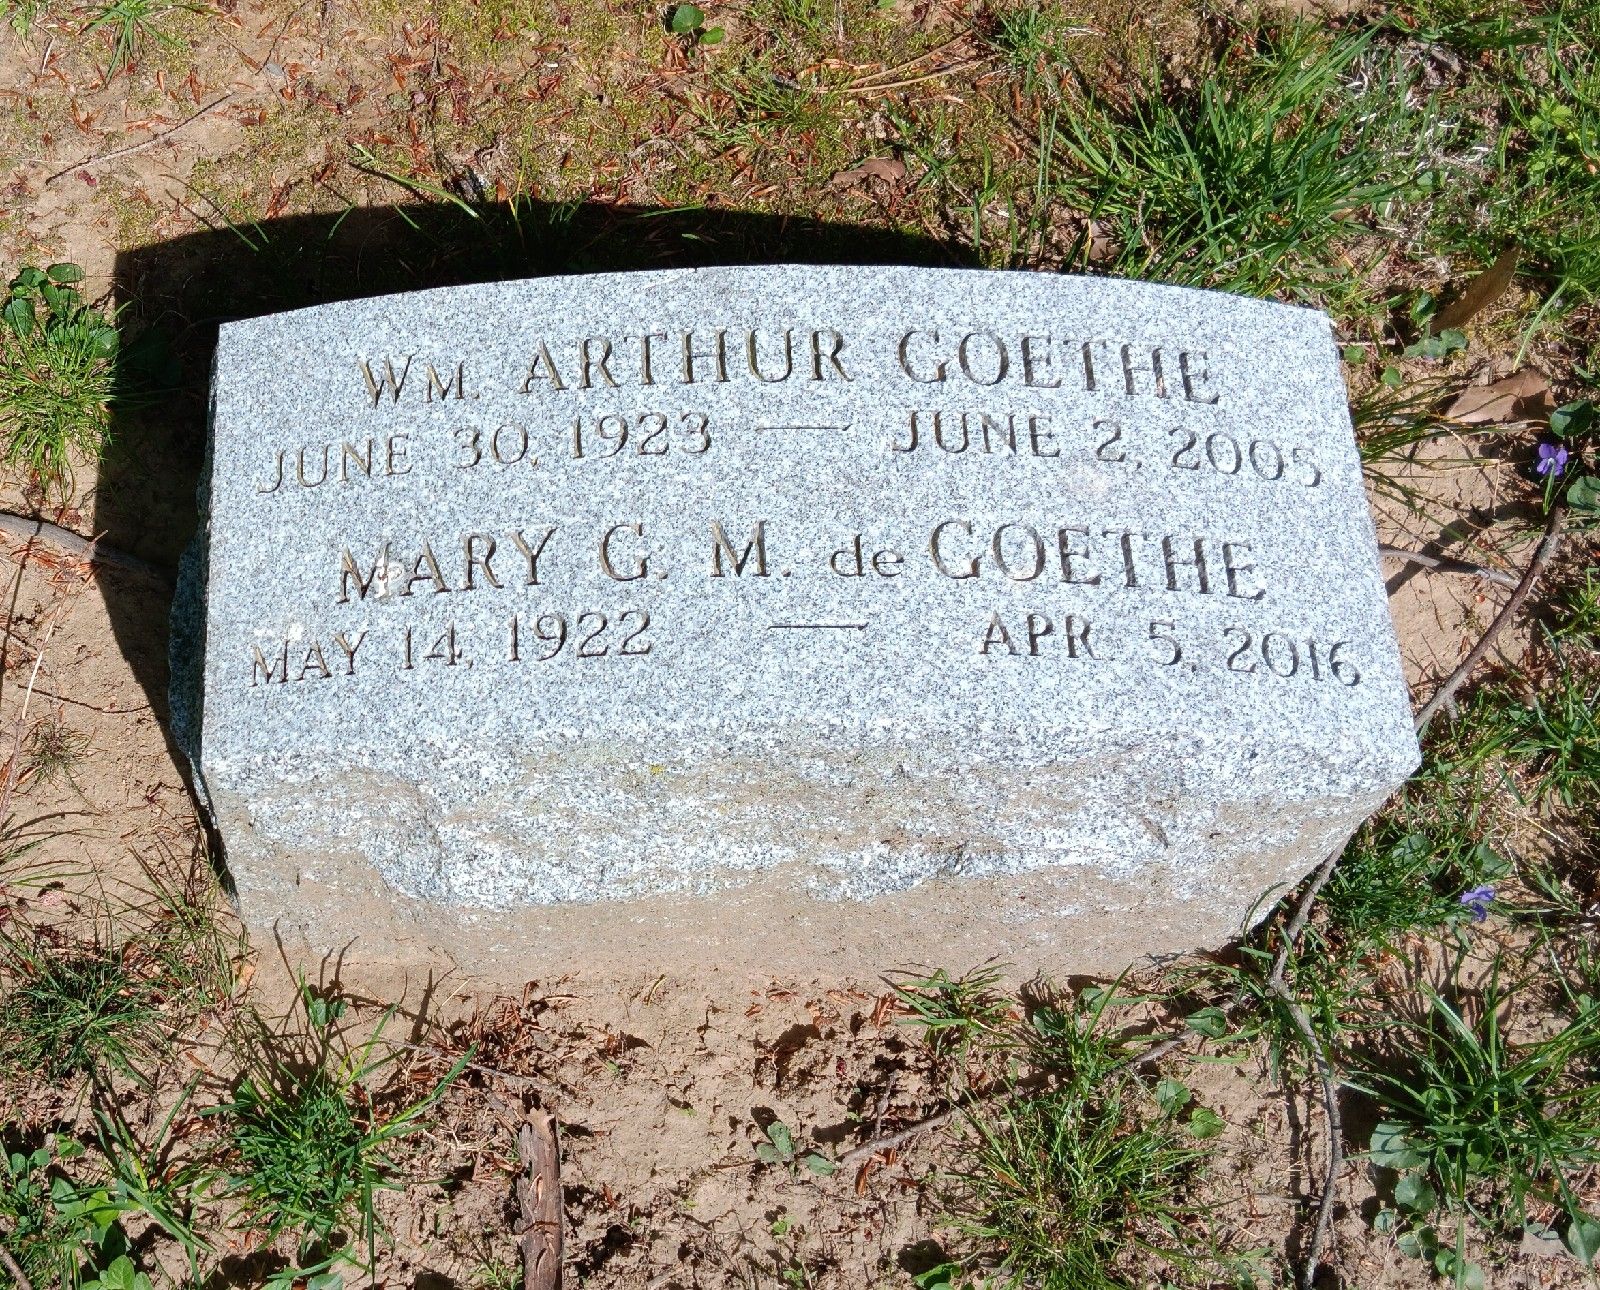 WM. ARTHUR GOETHE
JUNE 30, 1923 — JUNE 2, 2005
MARY G. M. de GOETHE
MAY 14, 1922 — APR. 5, 2016